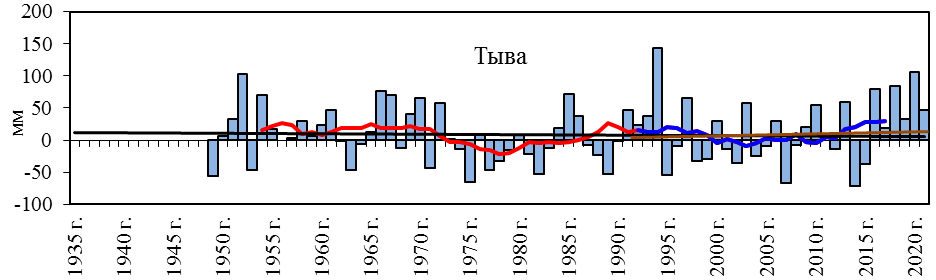 200
150
100
50
0
-50
-100
мм
Тыва
1935 г.
1940 г.
1945 г.
1950 г.
1955 г.
1960 г.
1965 г.
1970 г.
1975 г.
1980 г.
1985 г.
1990 г.
1995 г.
2000 г.
2005 г.
2010 г.
2015 г.
2020 г.